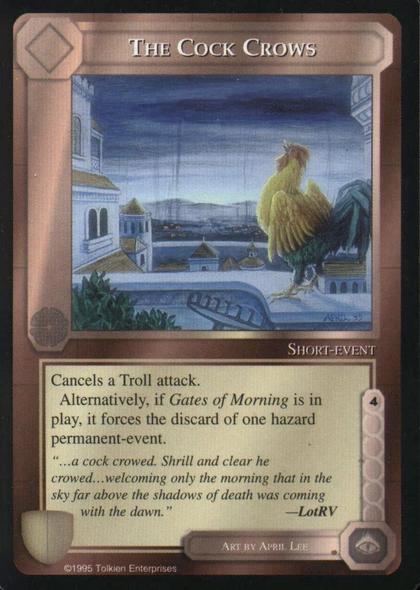 The Cock Crows
APRIL 95
Short-event
Cancels a Troll attack.
Alternatively, if Gates of Morning is in
play, it forces the discard of one hazard
permanent-event.
4
“…a cock crowed. Shrill and clear he
crowed…welcoming only the morning that in the
sky far above the shadows of death was coming
with the dawn.” —LotRV
Art by April Lee
©1995 Tolkien Enterprises